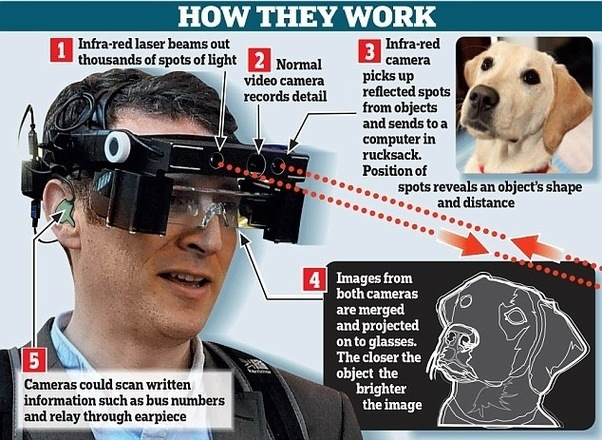 HOW THEY WORK
1 Infra-red laser beams out
thousands of spots of light
2 Normal
video camera
records detail
3 Infra-red
camera
picks up
reflected spots
from objects
and sends to a
computer in
rucksack.
Position of
spots reveals an object's shape
and distance
4 Images from
both cameras
are merged
and projected
on to glasses.
The closer the
object the
brighter
the image
5
Cameras could scan written
information such as bus numbers
and relay through earpiece